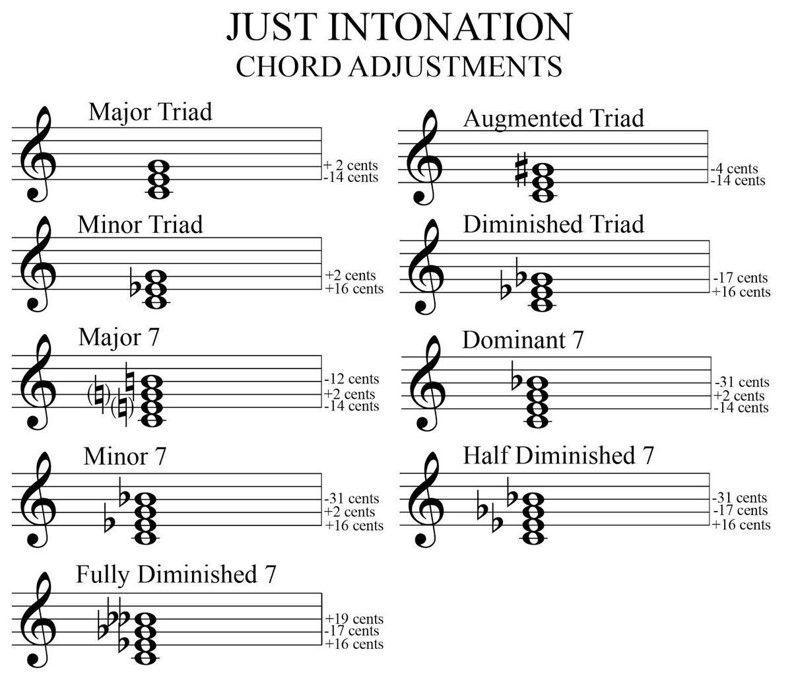 JUST INTONATION
CHORD ADJUSTMENTS
Major Triad
+ 2 cents
-14 cents
Augmented Triad
-4 cents
-14 cents
Minor Triad
+2 cents
+16 cents
Diminished Triad
-17 cents
+16 cents
Major 7
-12 cents
+2 cents
-14 cents
Dominant 7
-31 cents
+2 cents
-14 cents
Minor 7
-31 cents
+2 cents
+16 cents
Half Diminished 7
-31 cents
-17 cents
+16 cents
Fully Diminished 7
+19 cents
-17 cents
+16 cents